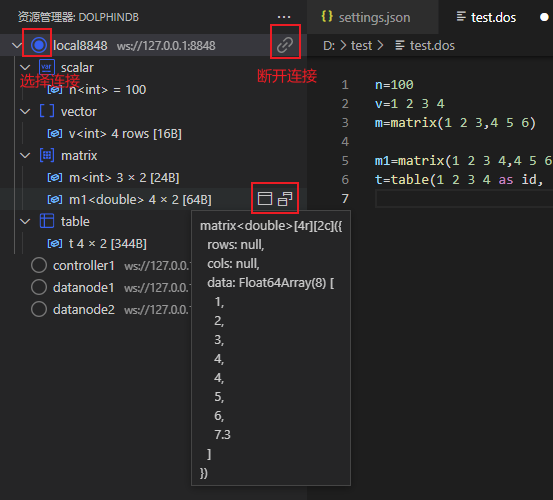 资源管理器: DOLPHINDB
settings.json
test.dos
local8848 ws://127.0.0.1:8848
D: > test > test.dos
var scalar
选择连接
断开连接
n<int> = 100
vector
v<int> 4 rows [16B]
matrix
m<int> 3 × 2 [24B]
m1<double> 4 × 2 [64B]
table
t 4 × 2 [344B]
controller1 ws://127.0.0.1
datanode1 ws://127.0.0.1
datanode2 ws://127.0.0.1
1 n=100
2 v=1 2 3 4
3 m=matrix(1 2 3,4 5 6)
4
5 m1=matrix(1 2 3 4,4 5 6
6 t=table(1 2 3 4 as id,
7
matrix<double>[4r][2c]({
rows: null,
cols: null,
data: Float64Array(8) [
1,
2,
3,
4,
4,
5,
6,
7.3
]
})